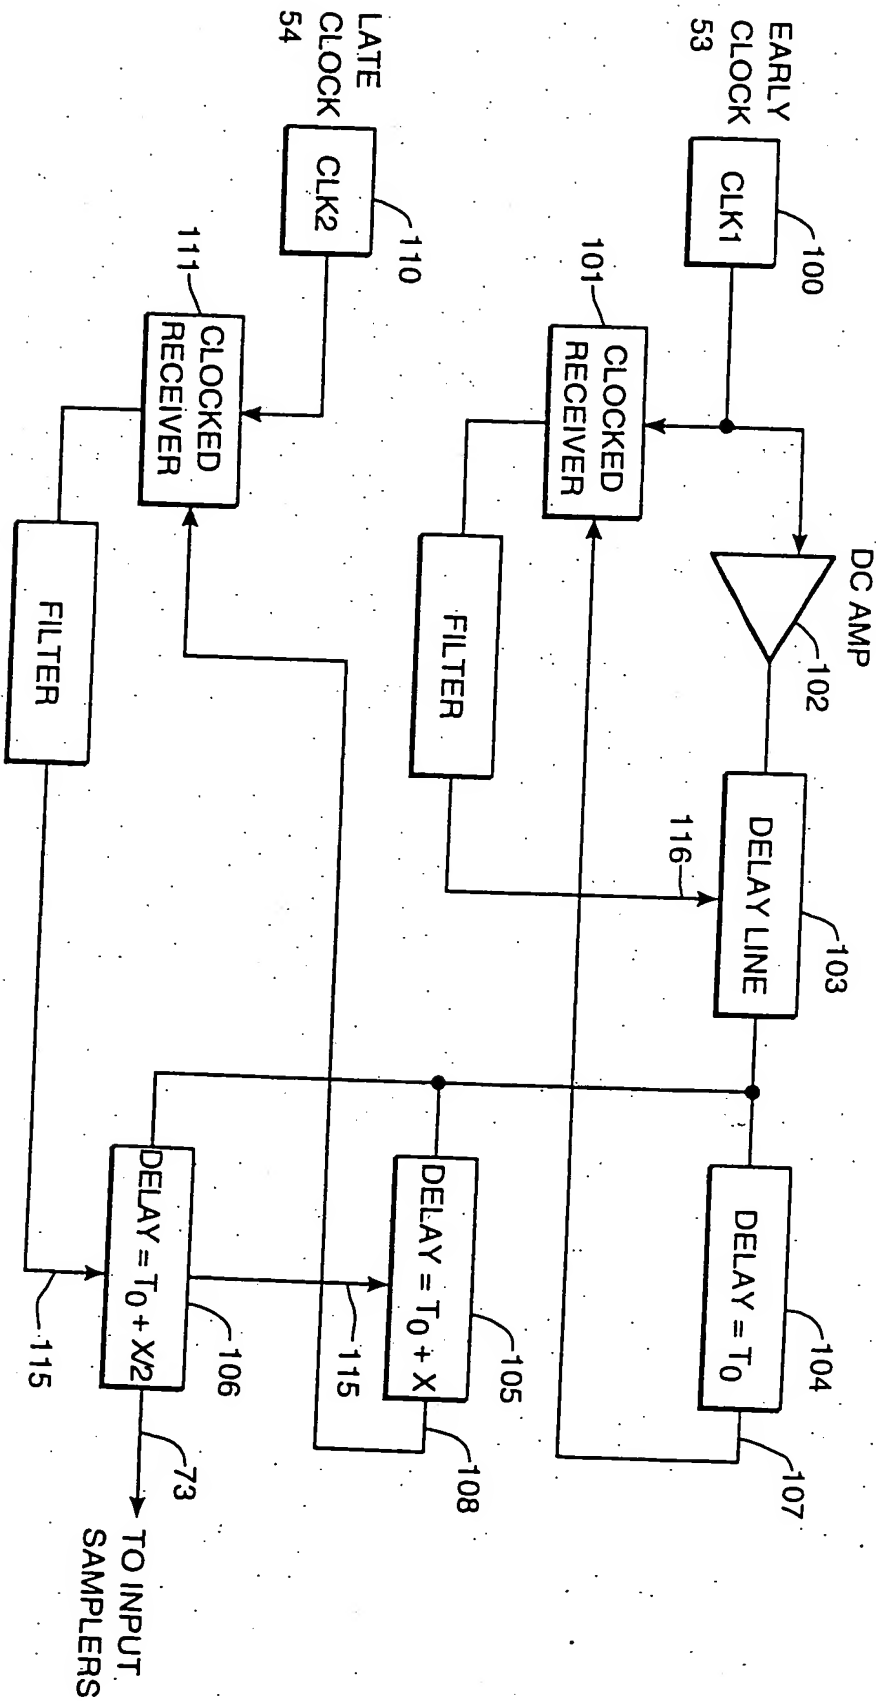 EARLY
CLOCK
53
CLK1
100
DC AMP
102
DELAY LINE
103
DELAY = T0
104
107
101
CLOCKED
RECEIVER
FILTER
116
DELAY = T0 + X
105
108
LATE
CLOCK
54
CLK2
110
111
CLOCKED
RECEIVER
FILTER
115
DELAY = T0 + X/2
106
115
73
TO INPUT
SAMPLERS